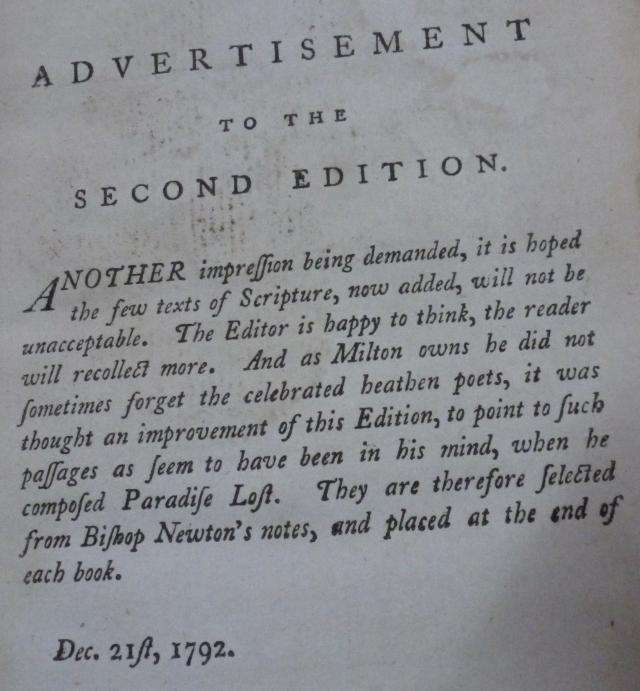 ADVERTISEMENT
TO THE
SECOND EDITION.
ANOTHER impreſſion being demanded, it is hoped
the few texts of Scripture, now added, will not be
unacceptable. The Editor is happy to think, the reader
will recollect more. And as Milton owns he did not
ſometimes forget the celebrated heathen poets, it was
thought an improvement of this Edition, to point to ſuch
paſſages as ſeem to have been in his mind, when he
compoſed Paradiſe Loſt. They are therefore ſelected
from Biſhop Newton's notes, and placed at the end of
each book.
Dec. 21ſt, 1792.